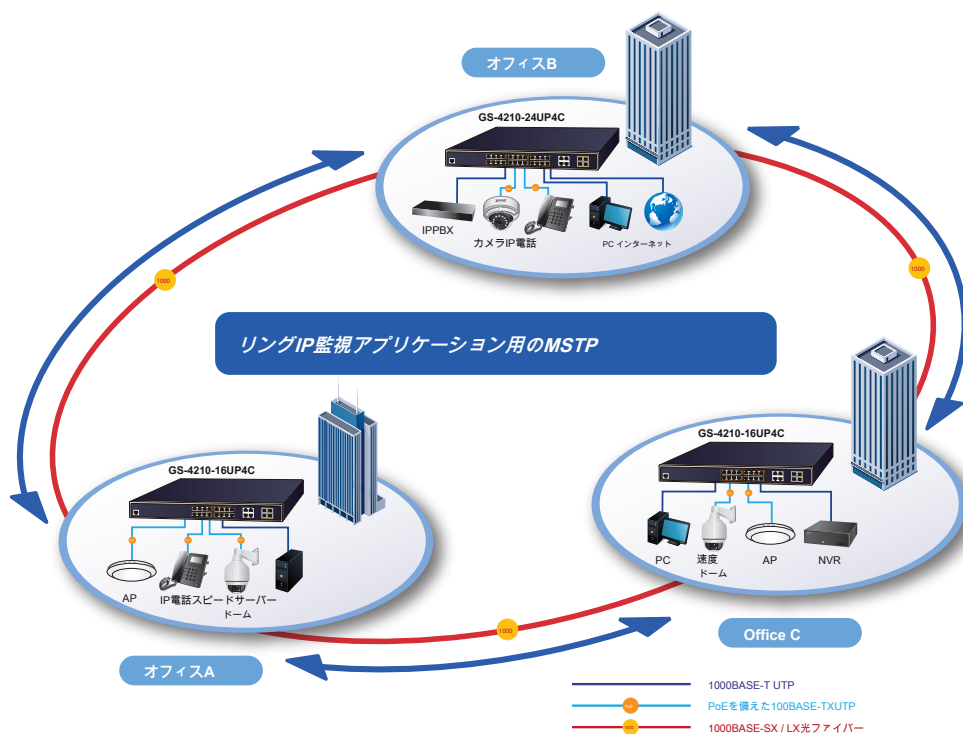 オフィスB
GS-4210-24UP4C
IPPBX
カメラIP電話
PC インターネット
1000
1000
リングIP監視アプリケーション用のMSTP
GS-4210-16UP4C
AP
IP電話スピードサーバー
ドーム
オフィスA
GS-4210-16UP4C
PC
速度
ドーム
AP
NVR
Office C
1000
1000BASE-T UTP
PoEを備えた100BASE-TXUTP
1000
1000BASE-SX / LX光ファイバー